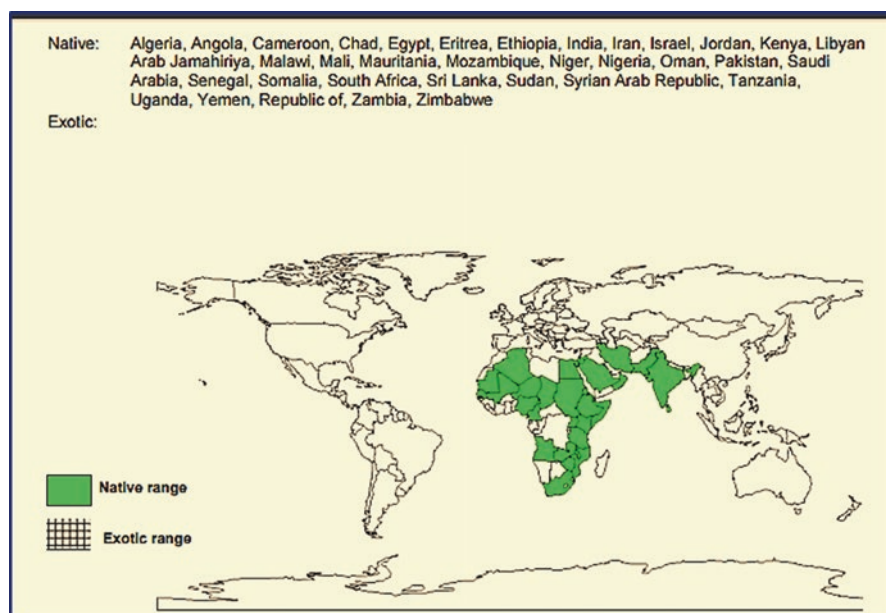 Native: Algeria, Angola, Cameroon, Chad, Egypt, Eritrea, Ethiopia, India, Iran, Israel, Jordan, Kenya, Libyan
Arab Jamahiriya, Malawi, Mali, Mauritania, Mozambique, Niger, Nigeria, Oman, Pakistan, Saudi
Arabia, Senegal, Somalia, South Africa, Sri Lanka, Sudan, Syrian Arab Republic, Tanzania,
Uganda, Yemen, Republic of, Zambia, Zimbabwe
Exotic:
Native range
Exotic range